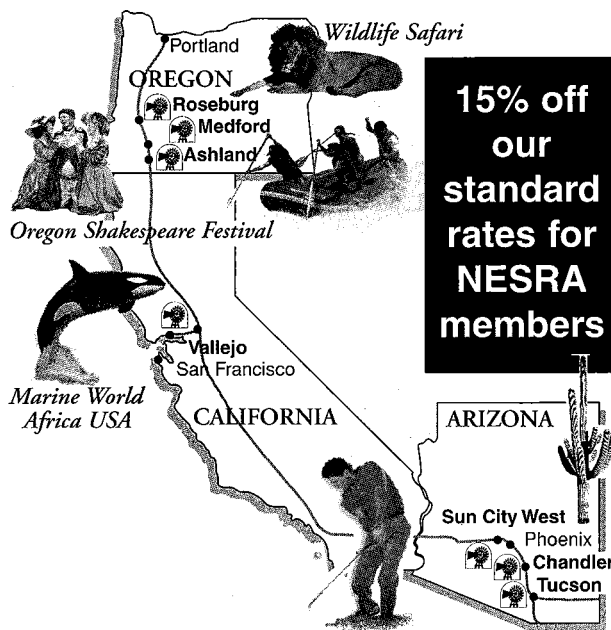 Portland
Wildlife Safari
OREGON
Roseburg
Medford
Ashland
Oregon Shakespeare Festival
15% off
our
standard
rates for
NESRA
members
Vallejo
San Francisco
Marine World
Africa USA
CALIFORNIA
ARIZONA
Sun City West
Phoenix
Chandler
Tucson